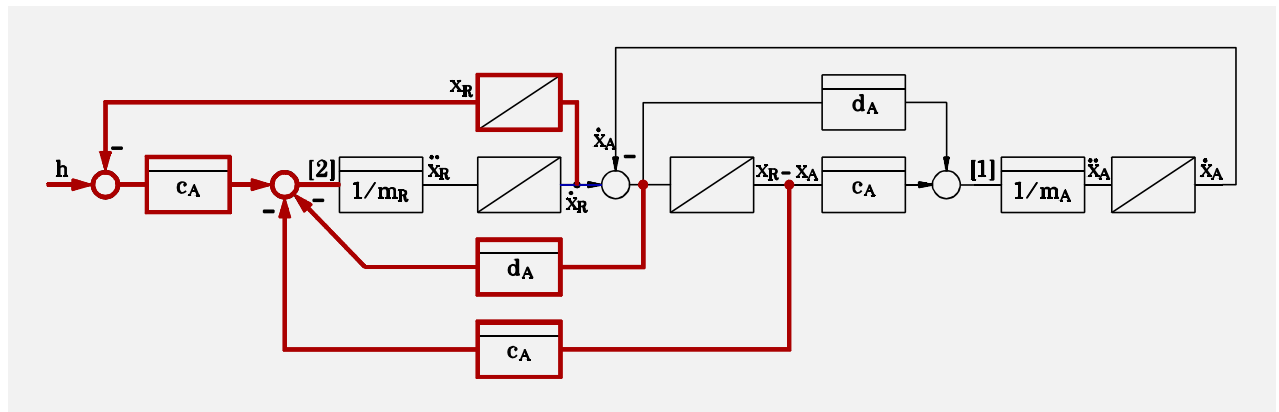 x_R
d_A
ẋ_A
-
-
h
c_A
[2]
1/m_R
ẍ_R
ẋ_R
x_R - x_A
c_A
[1]
1/m_A
ẍ_A
ẋ_A
-
-
d_A
c_A